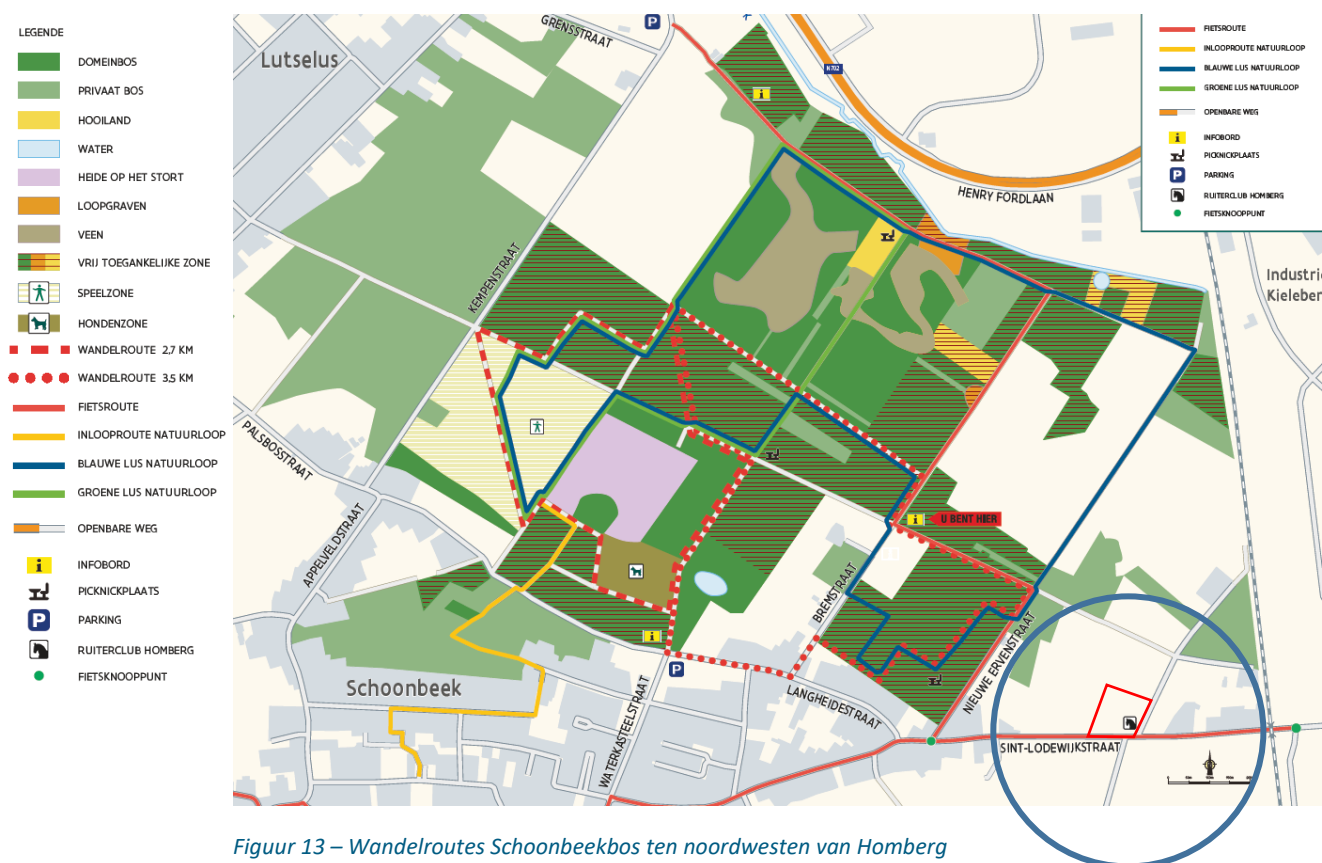 LEGENDE
DOMEINBOS
PRIVAAT BOS
HOOILAND
WATER
HEIDE OP HET STORT
LOOPGRAVEN
VEEN
VRIJ TOEGANKELIJKE ZONE
SPEELZONE
HONDENZONE
WANDELROUTE 2,7 KM
WANDELROUTE 3,5 KM
FIETSROUTE
INLOOPROUTE NATUURLOOP
BLAUWE LUS NATUURLOOP
GROENE LUS NATUURLOOP
OPENBARE WEG
i INFOBORD
PICKNICKPLAATS
P PARKING
RUITERCLUB HOMBERG
FIETSKNOOPPUNT
GRENSSTRAAT
P
Lutselus
N702
i
HENRY FORDLAAN
KEMPENSTRAAT
PALSBOSSTRAAT
APPELVELDSTRAAT
i U BENT HIER
BREMSTRAAT
i
P
NIEUWE ERVENSTRAAT
Schoonbeek
LANGHEIDESTRAAT
WATERKASTEELSTRAAT
SINT-LODEWIJKSTRAAT
FIETSROUTE
INLOOPROUTE NATUURLOOP
BLAUWE LUS NATUURLOOP
GROENE LUS NATUURLOOP
OPENBARE WEG
i INFOBORD
PICKNICKPLAATS
P PARKING
RUITERCLUB HOMBERG
FIETSKNOOPPUNT
Industrie
Kieleben
Figuur 13 – Wandelroutes Schoonbeekbos ten noordwesten van Homberg